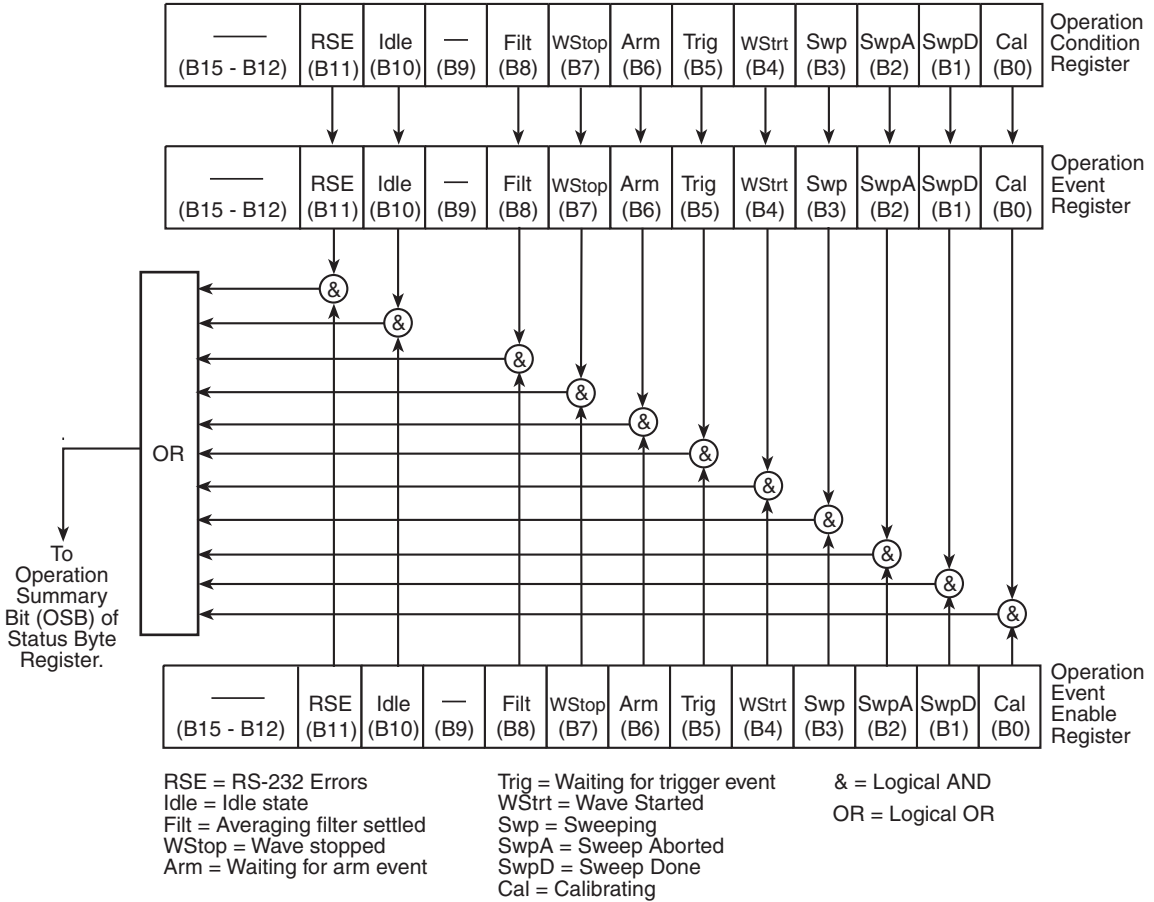 ——— RSE Idle — Filt WStop Arm Trig WStrt Swp SwpA SwpD Cal
(B15 - B12) (B11) (B10) (B9) (B8) (B7) (B6) (B5) (B4) (B3) (B2) (B1) (B0)
Operation
Condition
Register
——— RSE Idle — Filt WStop Arm Trig WStrt Swp SwpA SwpD Cal
(B15 - B12) (B11) (B10) (B9) (B8) (B7) (B6) (B5) (B4) (B3) (B2) (B1) (B0)
Operation
Event
Register
&
&
&
&
&
&
&
&
&
&
&
OR
To
Operation
Summary
Bit (OSB) of
Status Byte
Register.
——— RSE Idle — Filt WStop Arm Trig WStrt Swp SwpA SwpD Cal
(B15 - B12) (B11) (B10) (B9) (B8) (B7) (B6) (B5) (B4) (B3) (B2) (B1) (B0)
Operation
Event
Enable
Register
RSE = RS-232 Errors
Idle = Idle state
Filt = Averaging filter settled
WStop = Wave stopped
Arm = Waiting for arm event
Trig = Waiting for trigger event
WStrt = Wave Started
Swp = Sweeping
SwpA = Sweep Aborted
SwpD = Sweep Done
Cal = Calibrating
& = Logical AND
OR = Logical OR